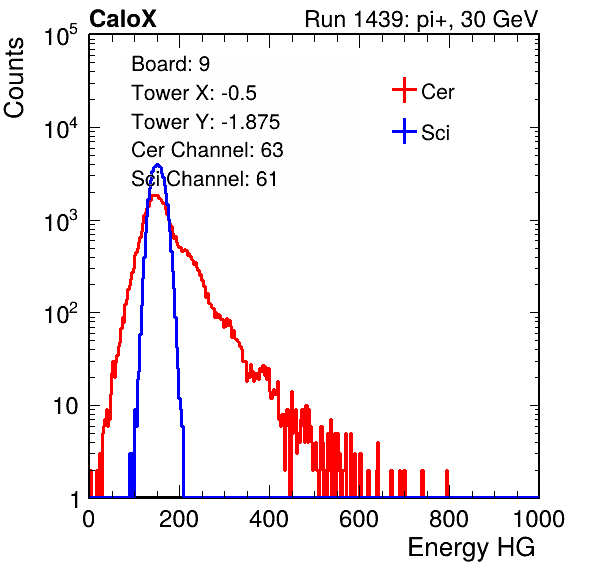 CaloX Run 1439: pi+, 30 GeV
Board: 9
Tower X: -0.5
Tower Y: -1.875
Cer Channel: 63
Sci Channel: 61
Cer
Sci
Counts
10^5
10^4
10^3
10^2
10
1
0 200 400 600 800 1000
Energy HG